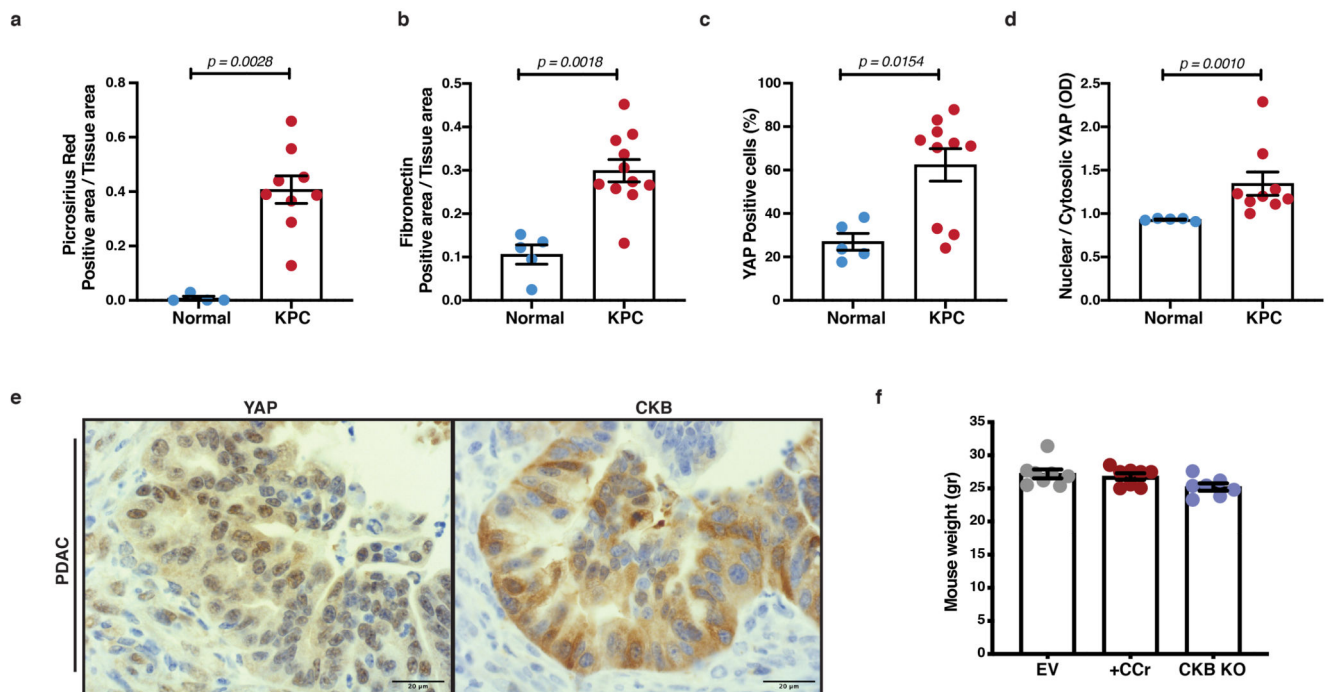 a
p = 0.0028
Picrosirius Red
Positive area / Tissue area
0.8
0.6
0.4
0.2
0.0
Normal
KPC
b
p = 0.0018
Fibronectin
Positive area / Tissue area
0.5
0.4
0.3
0.2
0.1
0.0
Normal
KPC
c
p = 0.0154
YAP Positive cells (%)
100
80
60
40
20
0
Normal
KPC
d
p = 0.0010
Nuclear / Cytosolic YAP (OD)
2.5
2.0
1.5
1.0
0.5
0.0
Normal
KPC
e
YAP
CKB
PDAC
20 µm
20 µm
f
Mouse weight (gr)
35
30
25
20
15
10
5
0
EV
+CCr
CKB KO